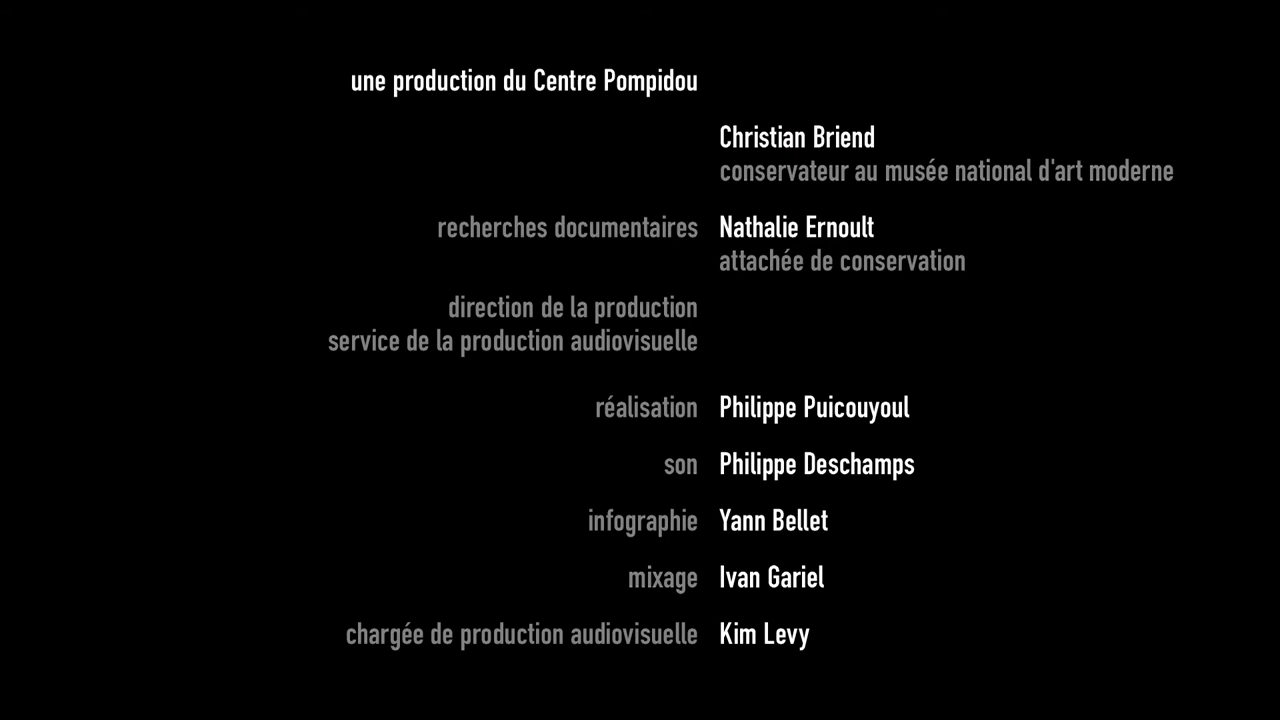 une production du Centre Pompidou
Christian Briend
conservateur au musée national d'art moderne
recherches documentaires Nathalie Ernoult
attachée de conservation
direction de la production
service de la production audiovisuelle
réalisation Philippe Puicouyoul
son Philippe Deschamps
infographie Yann Bellet
mixage Ivan Gariel
chargée de production audiovisuelle Kim Levy